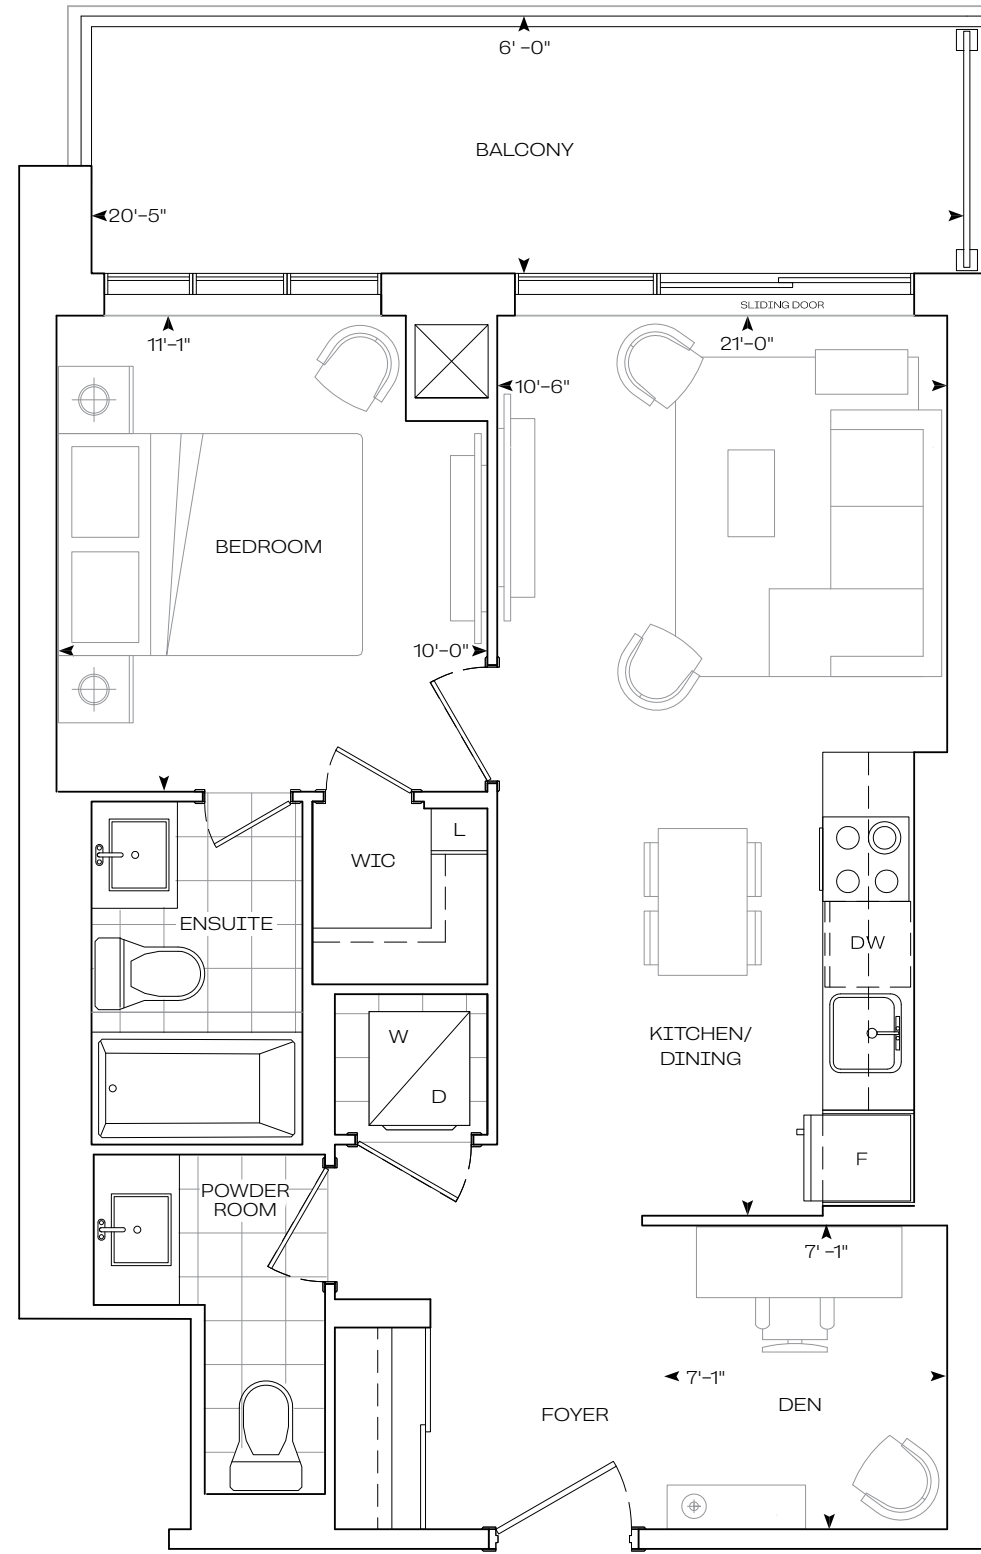 6' -0"
BALCONY
20'-5"
SLIDING DOOR
11'-1"
21'-0"
10'-6"
BEDROOM
10'-0"
L
WIC
ENSUITE
DW
W
KITCHEN/
DINING
D
F
POWDER
ROOM
7' -1"
7'-1"
DEN
FOYER